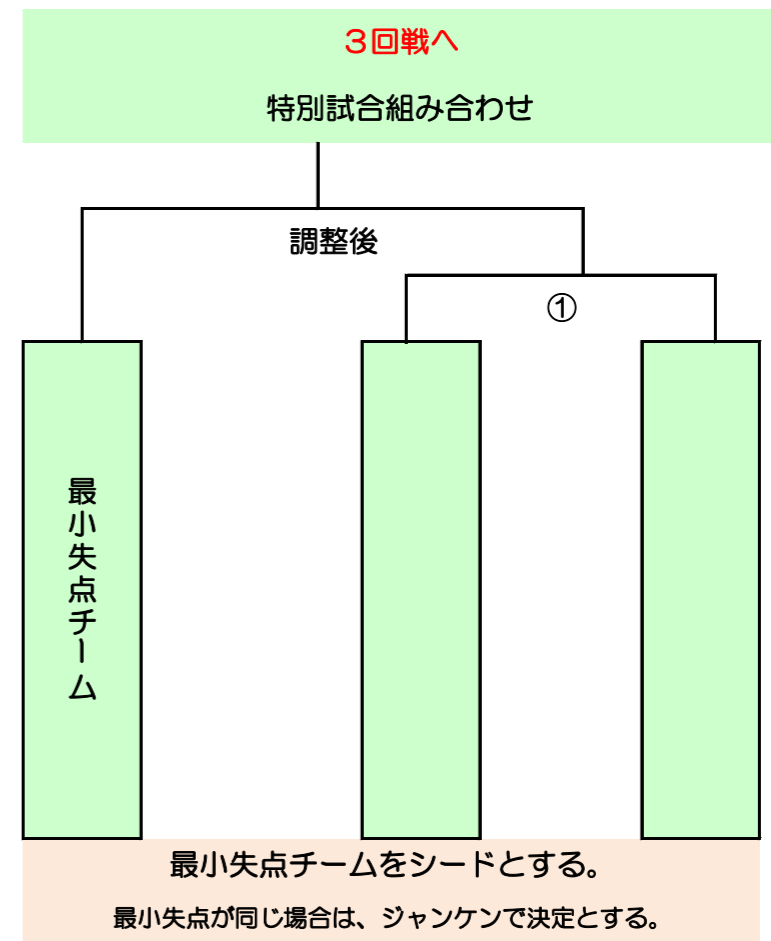 ３回戦へ
特別試合組み合わせ
調整後
①
最小失点チーム
最小失点チームをシードとする。
最小失点が同じ場合は、ジャンケンで決定とする。